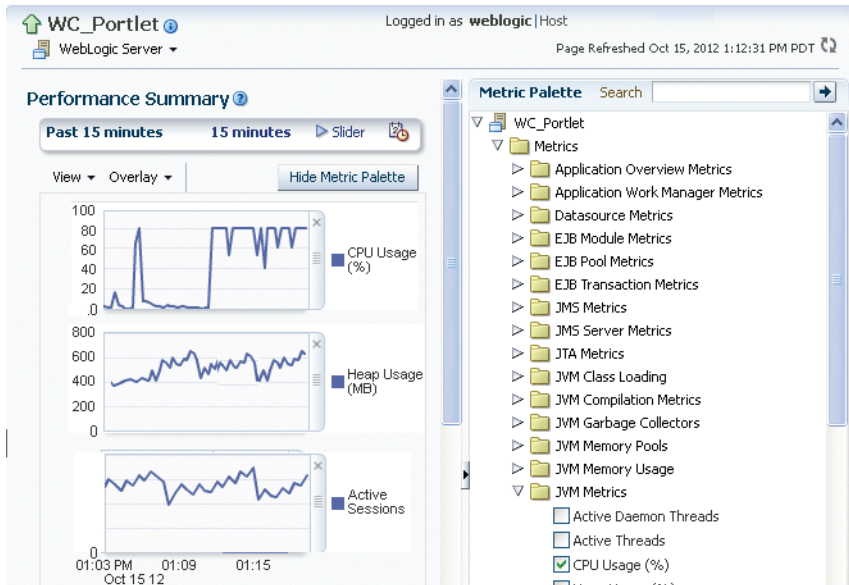 WC_Portlet
Logged in as weblogic|Host
WebLogic Server
Page Refreshed Oct 15, 2012 1:12:31 PM PDT
Performance Summary
Past 15 minutes 15 minutes Slider
View Overlay Hide Metric Palette
100
80
60
40
20
.0
CPU Usage
(%)
800
600
400
200
0
Heap Usage
(MB)
0
Active
Sessions
01:03 PM 01:09 01:15
Oct 15 12
Metric Palette Search
WC_Portlet
Metrics
Application Overview Metrics
Application Work Manager Metrics
Datasource Metrics
EJB Module Metrics
EJB Pool Metrics
EJB Transaction Metrics
JMS Metrics
JMS Server Metrics
JTA Metrics
JVM Class Loading
JVM Compilation Metrics
JVM Garbage Collectors
JVM Memory Pools
JVM Memory Usage
JVM Metrics
Active Daemon Threads
Active Threads
CPU Usage (%)